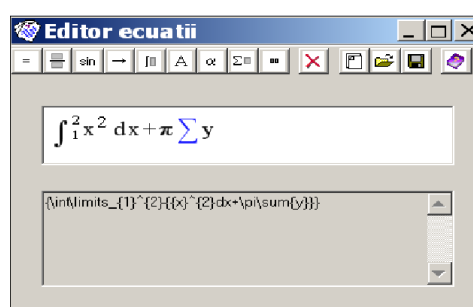 Editor ecuatii
= sin → ∫ A α Σ
∫₁² x² dx+π∑y
{\int\limits_{1}^{2}{{x}^{2}dx+\pi\sum{y}}}